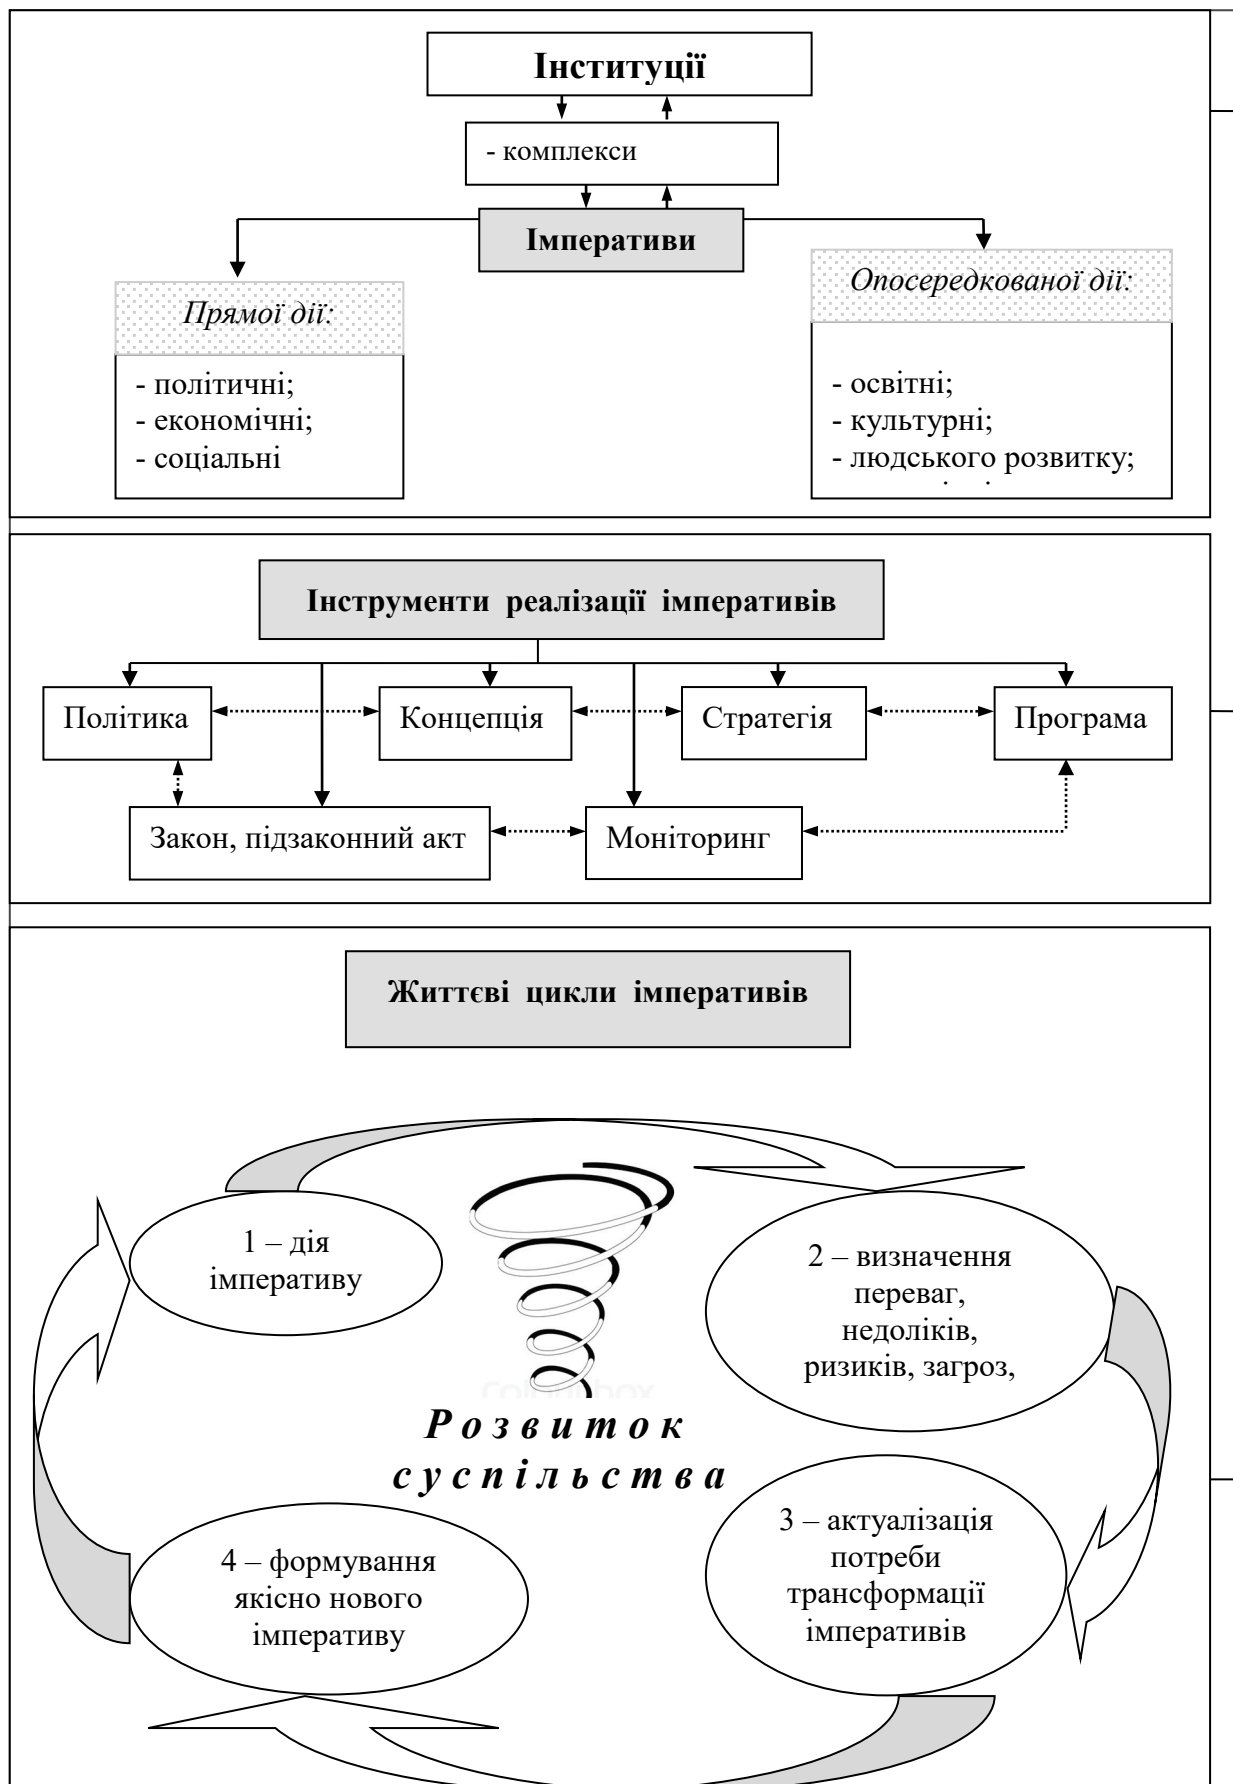 Інституції
- комплекси
Імперативи
Прямої дії:
- політичні;
- економічні;
- соціальні
Опосередкованої дії:
- освітні;
- культурні;
- людського розвитку;
Інструменти реалізації імперативів
Політика
Концепція
Стратегія
Програма
Закон, підзаконний акт
Моніторинг
Життєві цикли імперативів
1 – дія
імперативу
2 – визначення
переваг,
недоліків,
ризиків, загроз,
Розвиток
суспільства
3 – актуалізація
потреби
трансформації
імперативів
4 – формування
якісно нового
імперативу